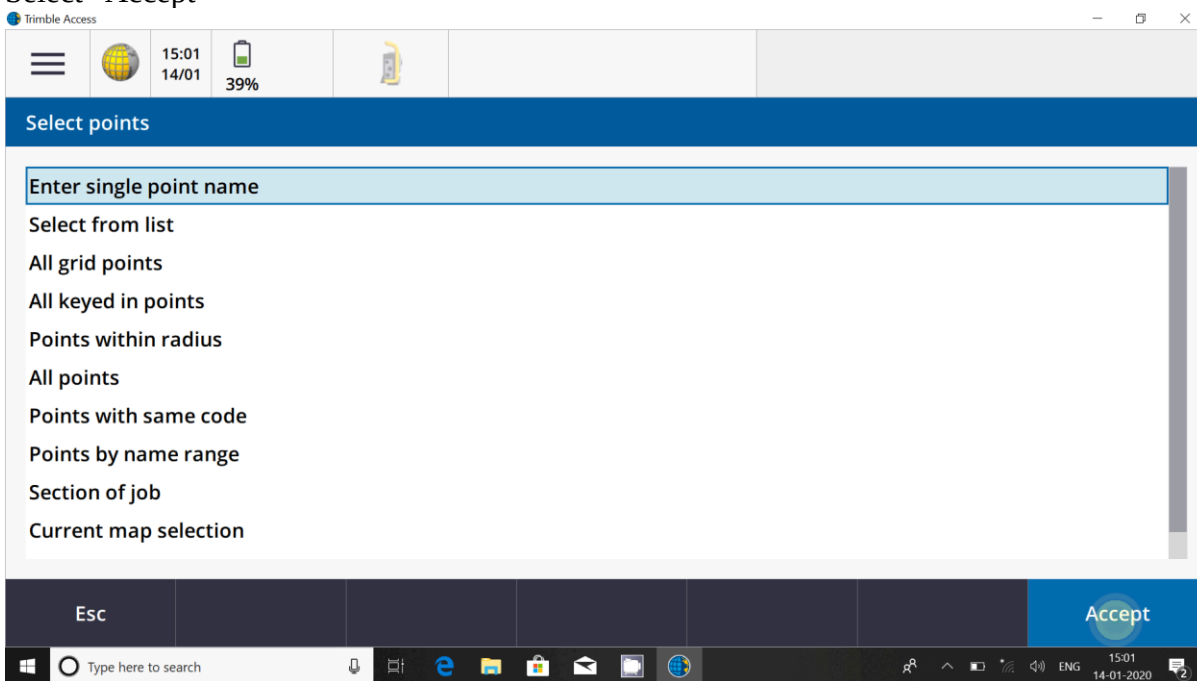 Select "Accept"
Trimble Access
15:01
14/01
39%
Select points
Enter single point name
Select from list
All grid points
All keyed in points
Points within radius
All points
Points with same code
Points by name range
Section of job
Current map selection
Esc
Accept
Type here to search
ENG
15:01
14-01-2020
2